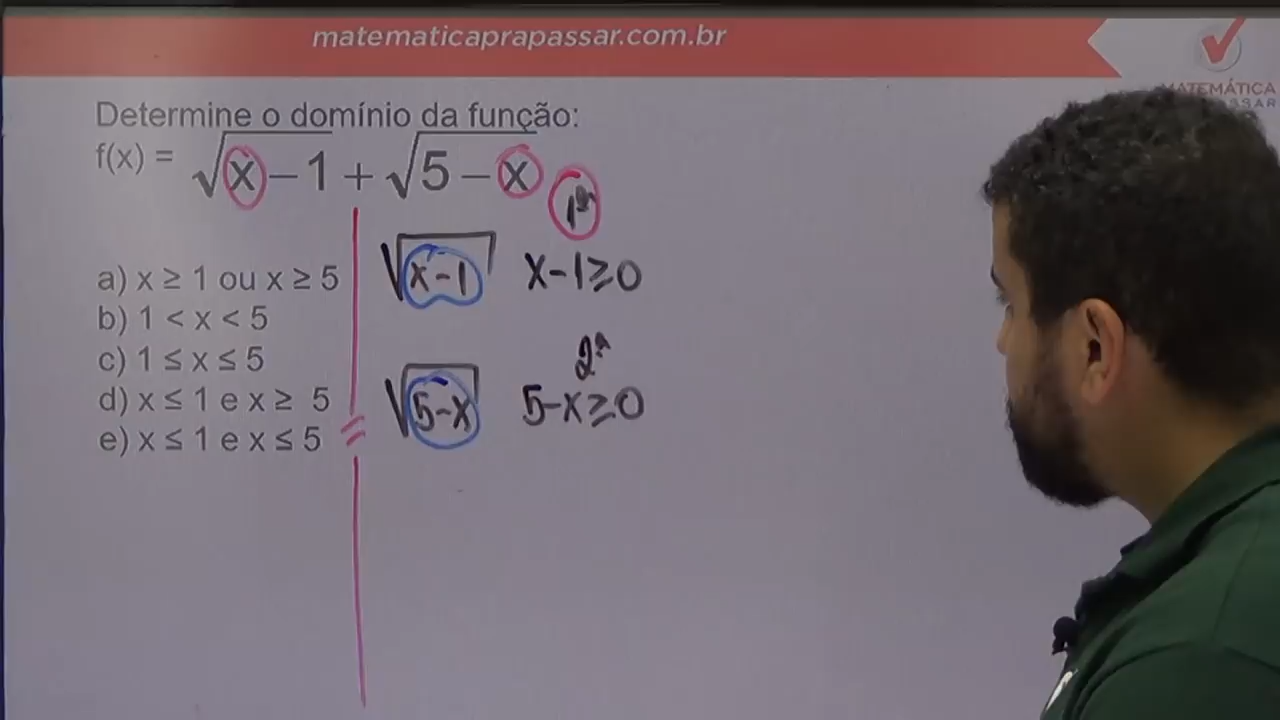 matematicaprapassar.com.br
MATEMÁTICA
Determine o domínio da função:
f(x) = √x − 1 + √5 − x
1ª
a) x ≥ 1 ou x ≥ 5
√x-1 x-1≥0
b) 1 < x < 5
c) 1 ≤ x ≤ 5
2ª
d) x ≤ 1 e x ≥ 5
√5-x 5-x≥0
e) x ≤ 1 e x ≤ 5